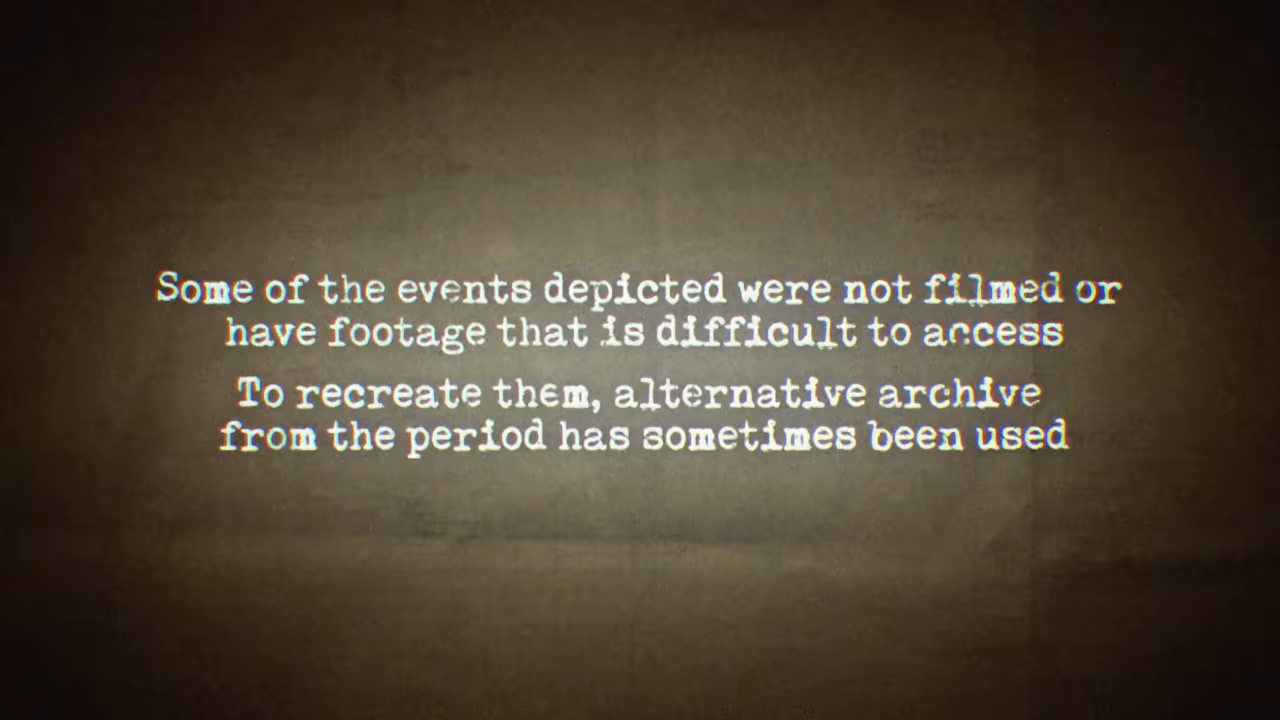 Some of the events depicted were not filmed or
have footage that is difficult to access
To recreate them, alternative archive
from the period has sometimes been used